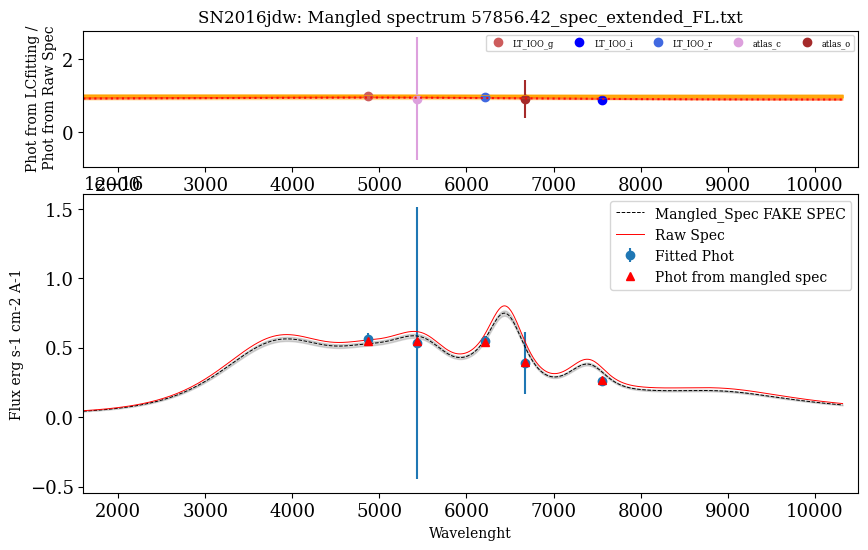 SN2016jdw: Mangled spectrum 57856.42_spec_extended_FL.txt
Phot from LCfitting /
Phot from Raw Spec
2
0
LT_IOO_g
LT_IOO_i
LT_IOO_r
atlas_c
atlas_o
2000 3000 4000 5000 6000 7000 8000 9000 10000
1e−16
Flux erg s-1 cm-2 A-1
1.5
1.0
0.5
0.0
−0.5
Mangled_Spec FAKE SPEC
Raw Spec
Fitted Phot
Phot from mangled spec
2000 3000 4000 5000 6000 7000 8000 9000 10000
Wavelenght